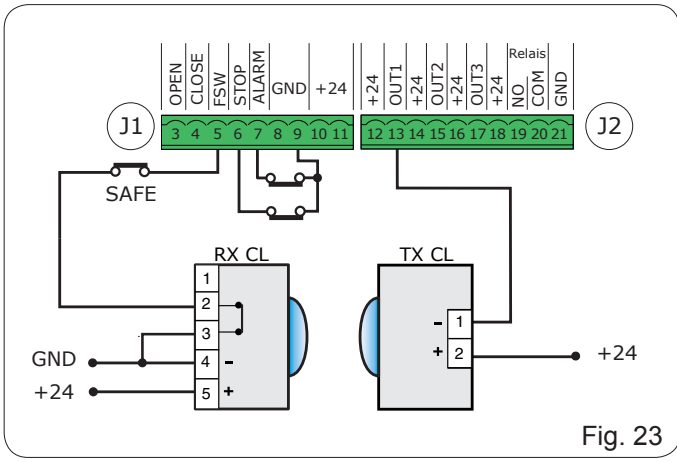 OPEN CLOSE FSW STOP ALARM GND +24 +24 OUT1 +24 OUT2 +24 OUT3 +24 Relais NO COM GND
J1 3 4 5 6 7 8 9 10 11 12 13 14 15 16 17 18 19 20 21 J2
SAFE
RX CL TX CL
1
2
3
GND 4 -
+24 5 +
- 1
+ 2 +24
Fig. 23